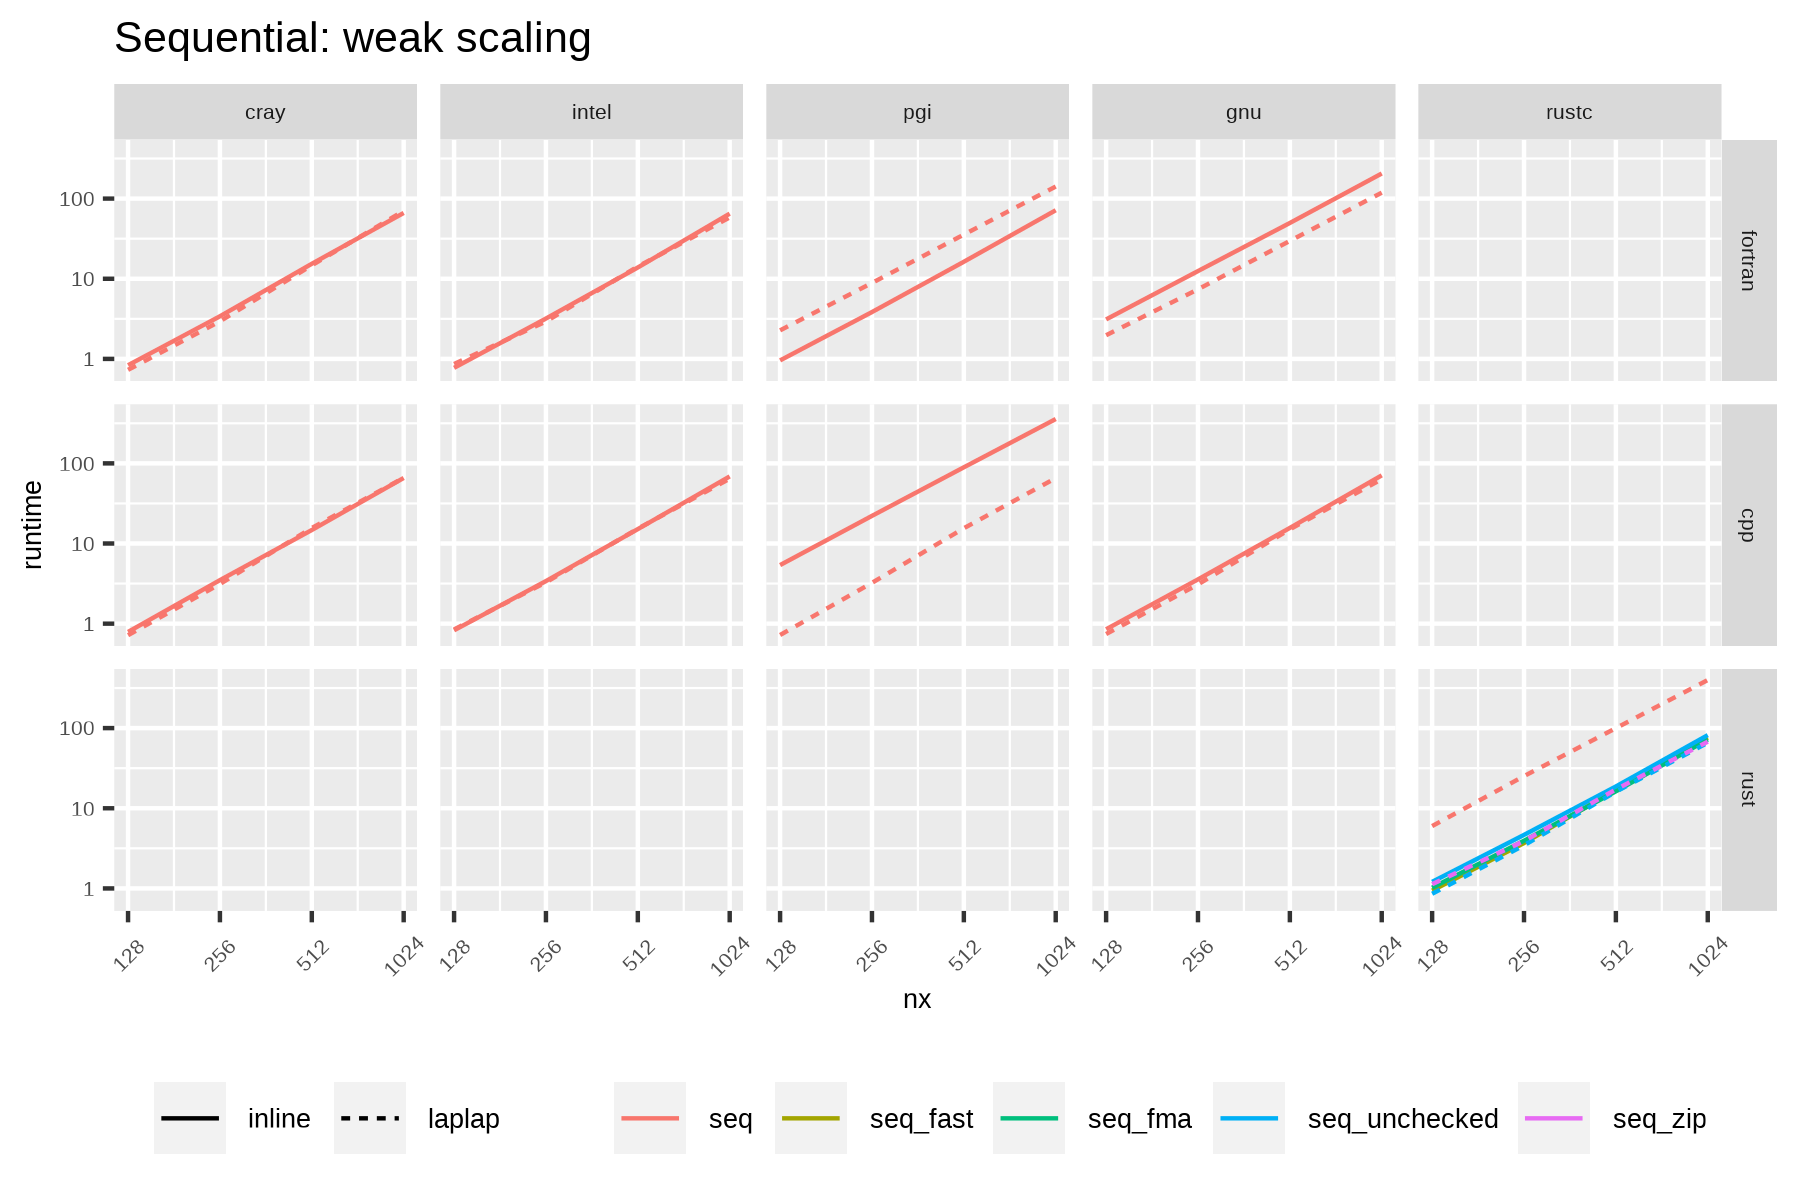 Sequential: weak scaling
cray intel pgi gnu rustc
100
10
1
fortran
runtime
100
10
1
cpp
100
10
1
rust
128 256 512 1024 128 256 512 1024 128 256 512 1024 128 256 512 1024 128 256 512 1024
nx
inline laplap seq seq_fast seq_fma seq_unchecked seq_zip